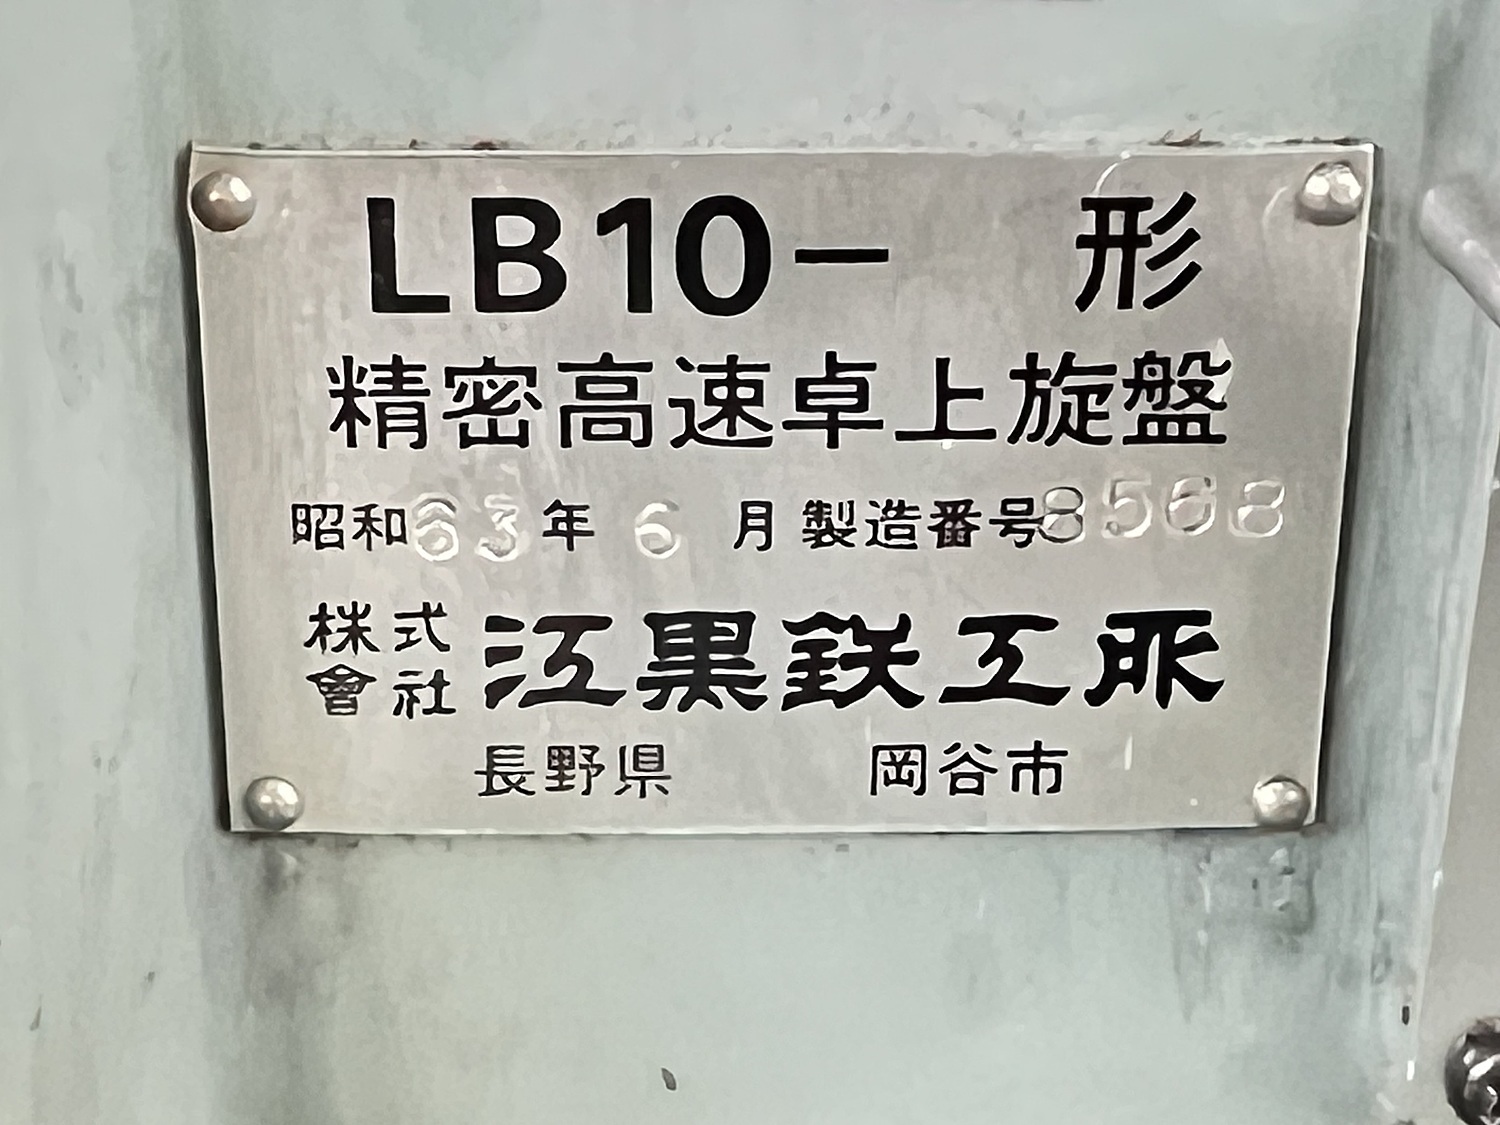 LB10－　形
精密高速卓上旋盤
昭和63年 6 月 製造番号8568
株式會社 江黒鉄工所
長野県 岡谷市